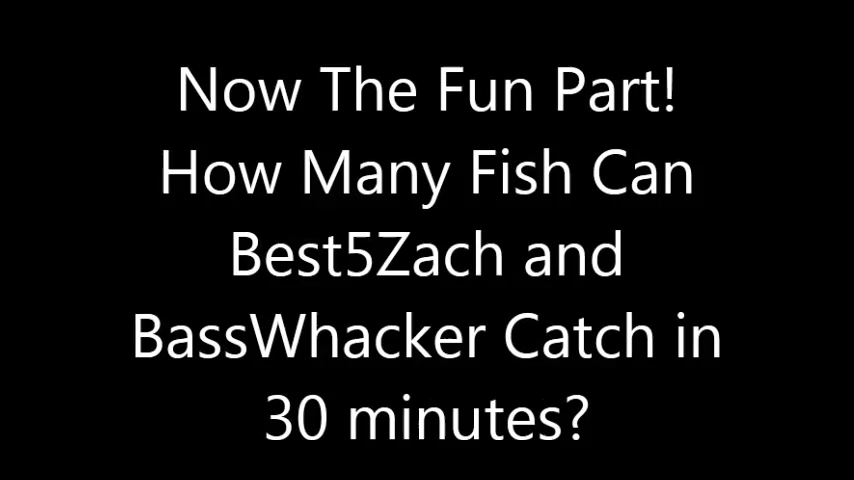 Now The Fun Part!
How Many Fish Can
Best5Zach and
BassWhacker Catch in
30 minutes?